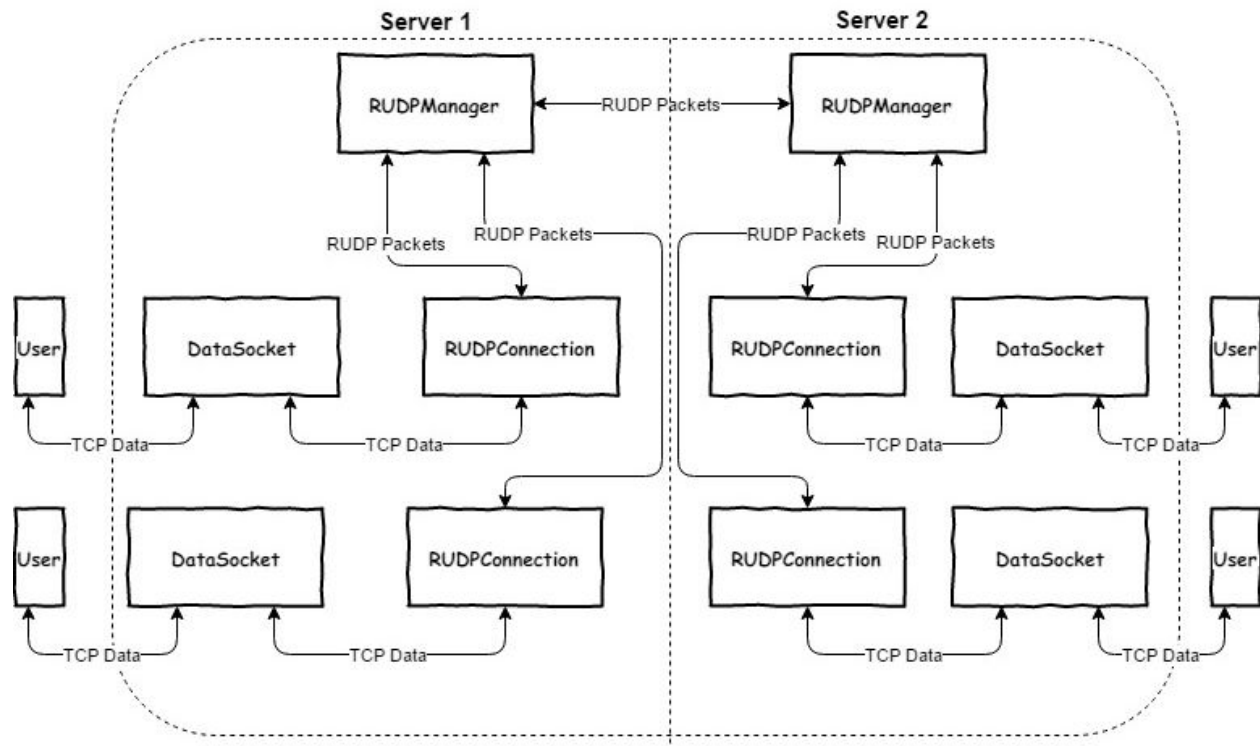 Server 1
Server 2
RUDPManager
RUDP Packets
RUDPManager
RUDP Packets
RUDP Packets
RUDP Packets
RUDP Packets
User
DataSocket
RUDPConnection
RUDPConnection
DataSocket
User
TCP Data
TCP Data
TCP Data
TCP Data
User
DataSocket
RUDPConnection
RUDPConnection
DataSocket
User
TCP Data
TCP Data
TCP Data
TCP Data